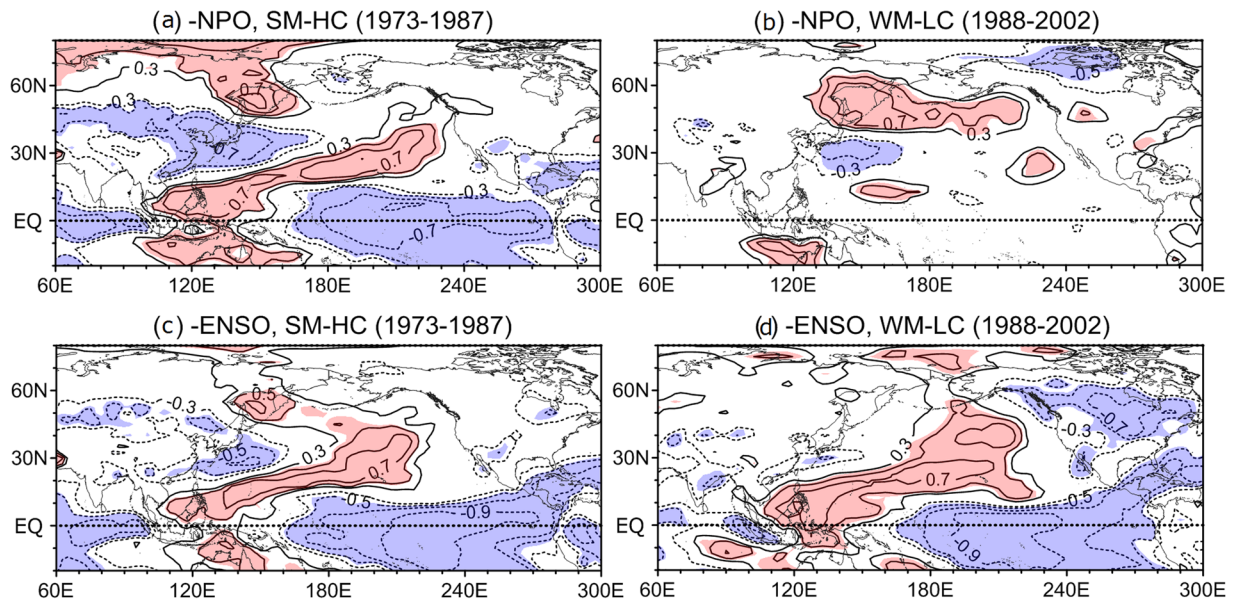 (a) -NPO, SM-HC (1973-1987)
(b) -NPO, WM-LC (1988-2002)
60N
30N
EQ
0.3
-0.3
0.7
-0.7
0.3
0.7
0.7
-0.3
-0.7
60E
120E
180E
240E
300E
60N
30N
EQ
-0.5
0.7
0.3
-0.3
60E
120E
180E
240E
300E
(c) -ENSO, SM-HC (1973-1987)
(d) -ENSO, WM-LC (1988-2002)
60N
30N
EQ
-0.3
0.5
-0.5
0.3
0.7
-0.5
-0.9
60E
120E
180E
240E
300E
60N
30N
EQ
0.3
0.7
-0.7
-0.3
-0.5
-0.9
60E
120E
180E
240E
300E